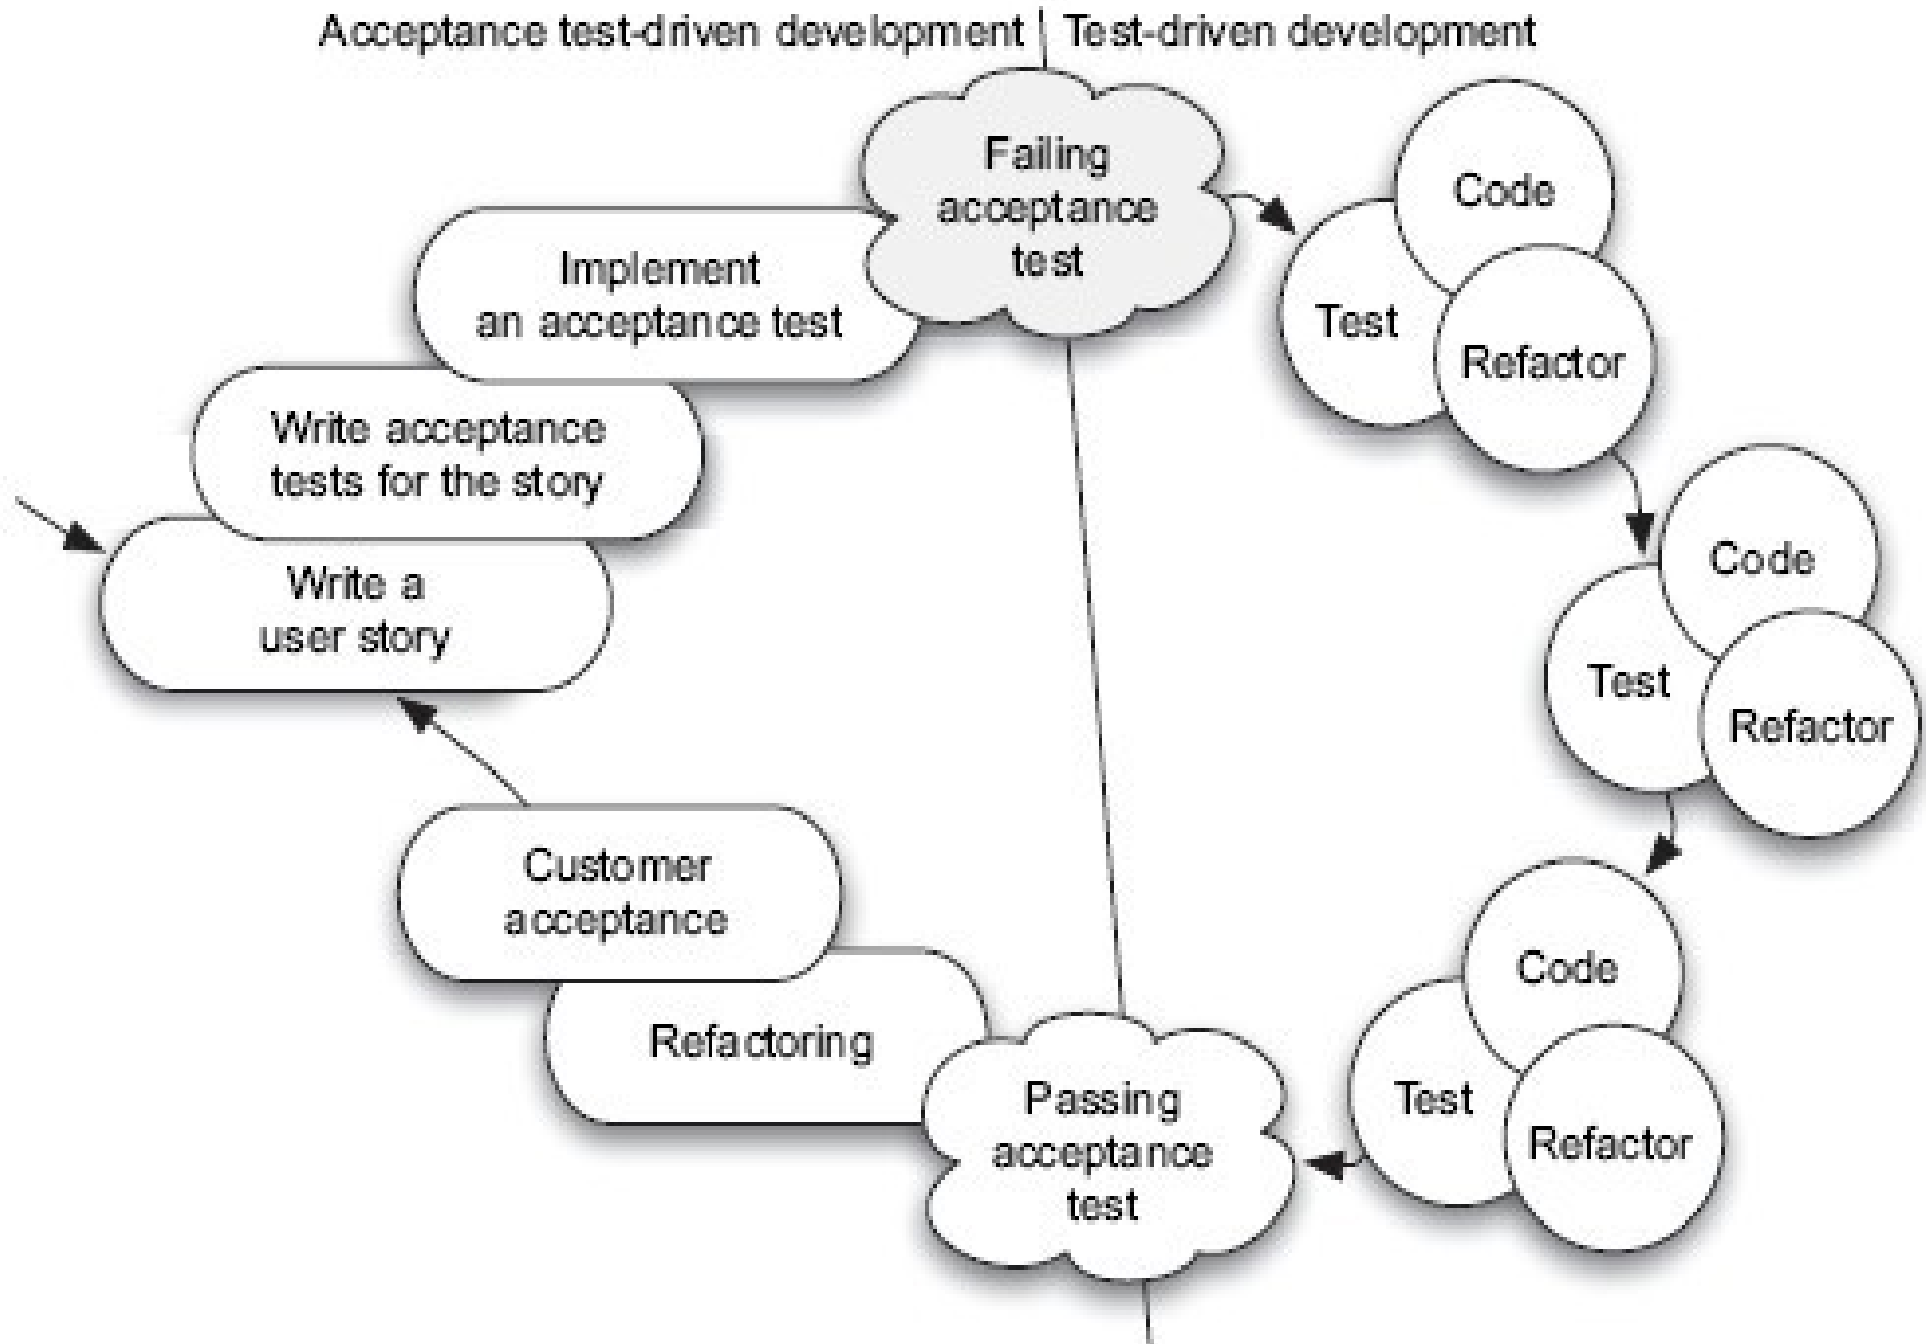 Acceptance test-driven development
Test-driven development
Failing
acceptance
test
Implement
an acceptance test
Write acceptance
tests for the story
Write a
user story
Code
Test
Refactor
Code
Test
Refactor
Code
Test
Refactor
Passing
acceptance
test
Refactoring
Customer
acceptance